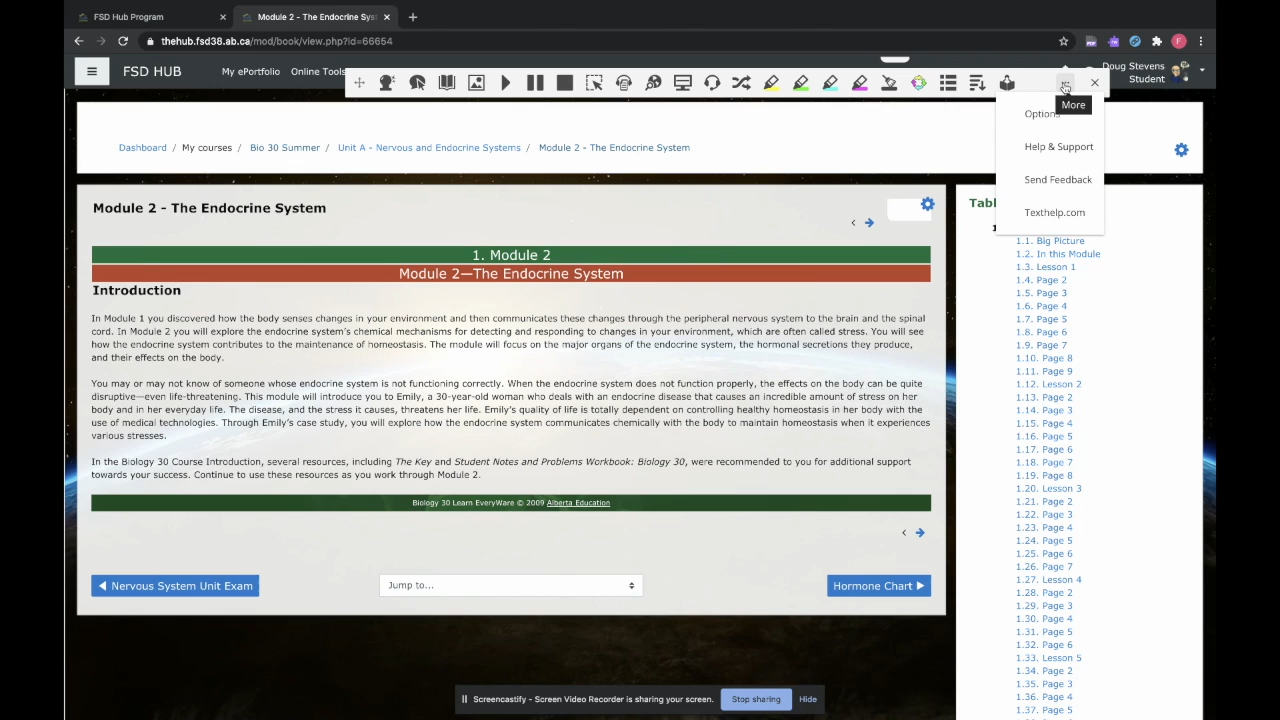 FSD Hub Program
Module 2 - The Endocrine Sys
thehub.fsd38.ab.ca/mod/book/view.php?id=66654
FSD HUB
My ePortfolio
Online Tools
Doug Stevens
Student
More
Options
Help & Support
Send Feedback
Texthelp.com
Dashboard / My courses / Bio 30 Summer / Unit A - Nervous and Endocrine Systems / Module 2 - The Endocrine System
Module 2 - The Endocrine System
1. Module 2
Module 2—The Endocrine System
Introduction
In Module 1 you discovered how the body senses changes in your environment and then communicates these changes through the peripheral nervous system to the brain and the spinal
cord. In Module 2 you will explore the endocrine system's chemical mechanisms for detecting and responding to changes in your environment, which are often called stress. You will see
how the endocrine system contributes to the maintenance of homeostasis. The module will focus on the major organs of the endocrine system, the hormonal secretions they produce,
and their effects on the body.
You may or may not know of someone whose endocrine system is not functioning correctly. When the endocrine system does not function properly, the effects on the body can be quite
disruptive—even life-threatening. This module will introduce you to Emily, a 30-year-old woman who deals with an endocrine disease that causes an incredible amount of stress on her
body and in her everyday life. The disease, and the stress it causes, threatens her life. Emily's quality of life is totally dependent on controlling healthy homeostasis in her body with the
use of medical technologies. Through Emily's case study, you will explore how the endocrine system communicates chemically with the body to maintain homeostasis when it experiences
various stresses.
In the Biology 30 Course Introduction, several resources, including The Key and Student Notes and Problems Workbook: Biology 30, were recommended to you for additional support
towards your success. Continue to use these resources as you work through Module 2.
Biology 30 Learn EveryWare © 2009 Alberta Education
Nervous System Unit Exam
Jump to...
Hormone Chart
Tabl
1.1. Big Picture
1.2. In this Module
1.3. Lesson 1
1.4. Page 2
1.5. Page 3
1.6. Page 4
1.7. Page 5
1.8. Page 6
1.9. Page 7
1.10. Page 8
1.11. Page 9
1.12. Lesson 2
1.13. Page 2
1.14. Page 3
1.15. Page 4
1.16. Page 5
1.17. Page 6
1.18. Page 7
1.19. Page 8
1.20. Lesson 3
1.21. Page 2
1.22. Page 3
1.23. Page 4
1.24. Page 5
1.25. Page 6
1.26. Page 7
1.27. Lesson 4
1.28. Page 2
1.29. Page 3
1.30. Page 4
1.31. Page 5
1.32. Page 6
1.33. Lesson 5
1.34. Page 2
1.35. Page 3
1.36. Page 4
1.37. Page 5
Screencastify - Screen Video Recorder is sharing your screen.
Stop sharing
Hide